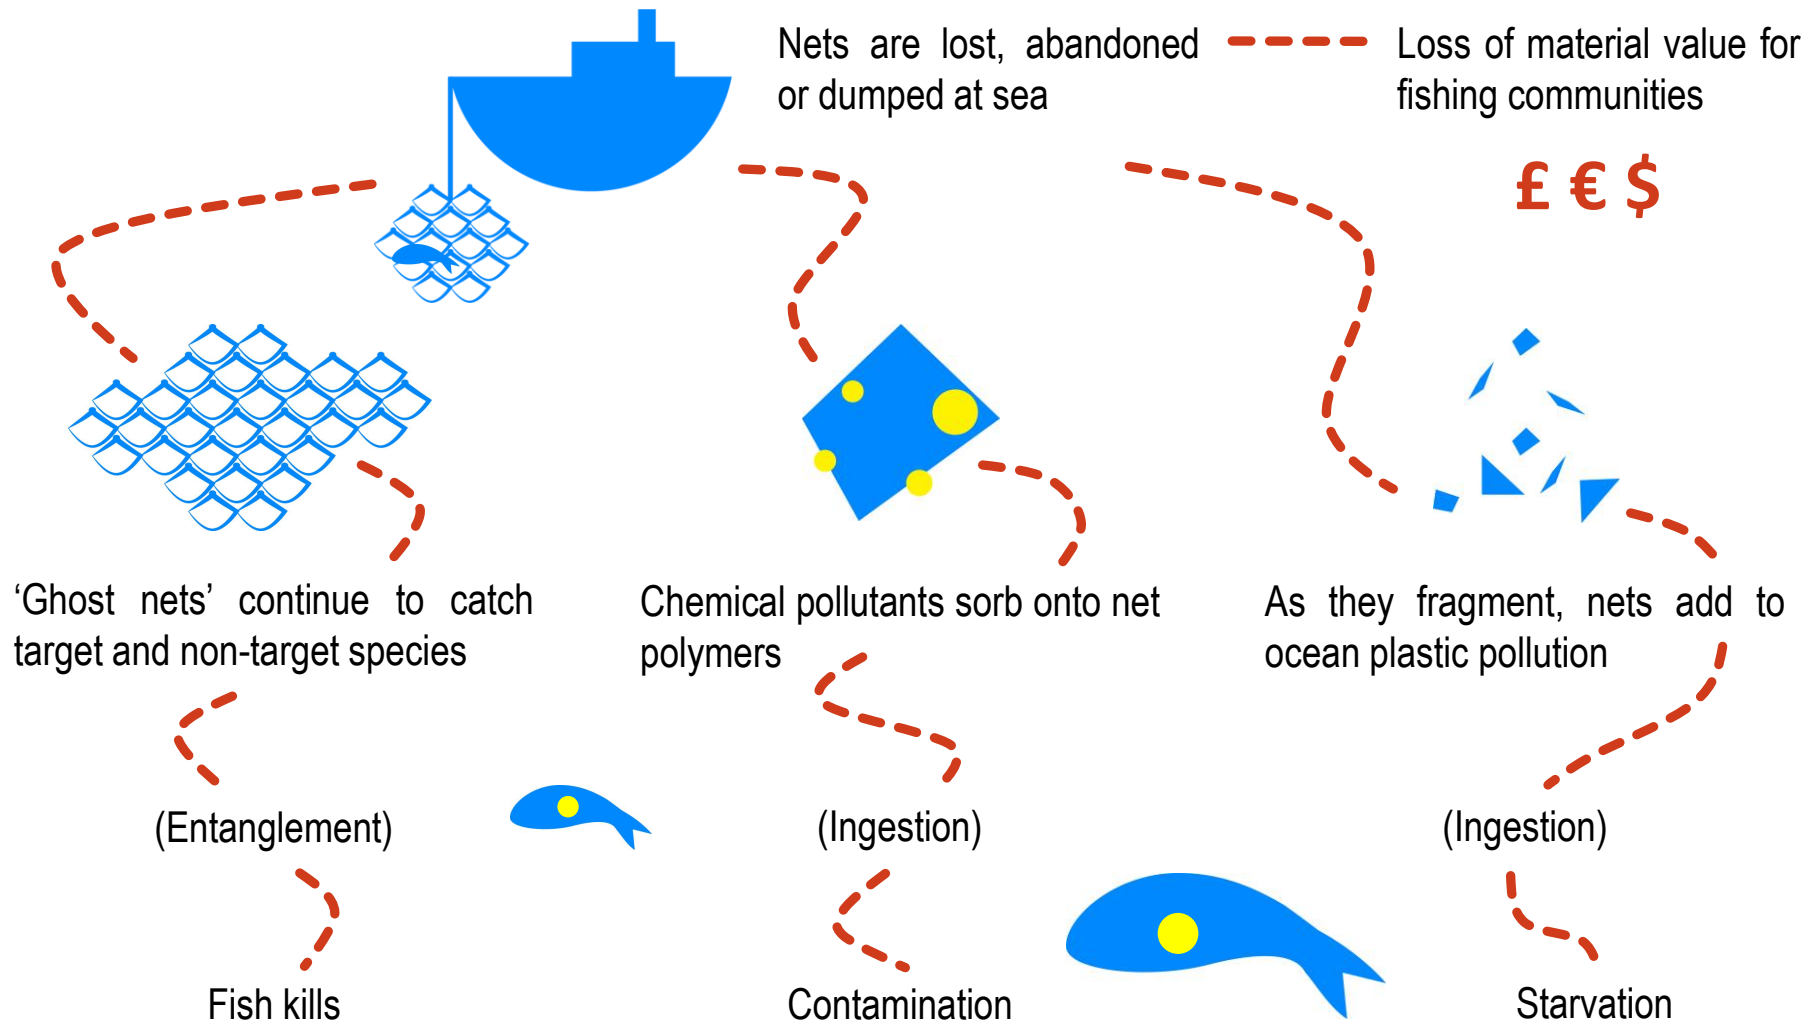 Nets are lost, abandoned
or dumped at sea
Loss of material value for
fishing communities
£ € $
‘Ghost nets’ continue to catch
target and non-target species
Chemical pollutants sorb onto net
polymers
As they fragment, nets add to
ocean plastic pollution
(Entanglement)
(Ingestion)
(Ingestion)
Fish kills
Contamination
Starvation